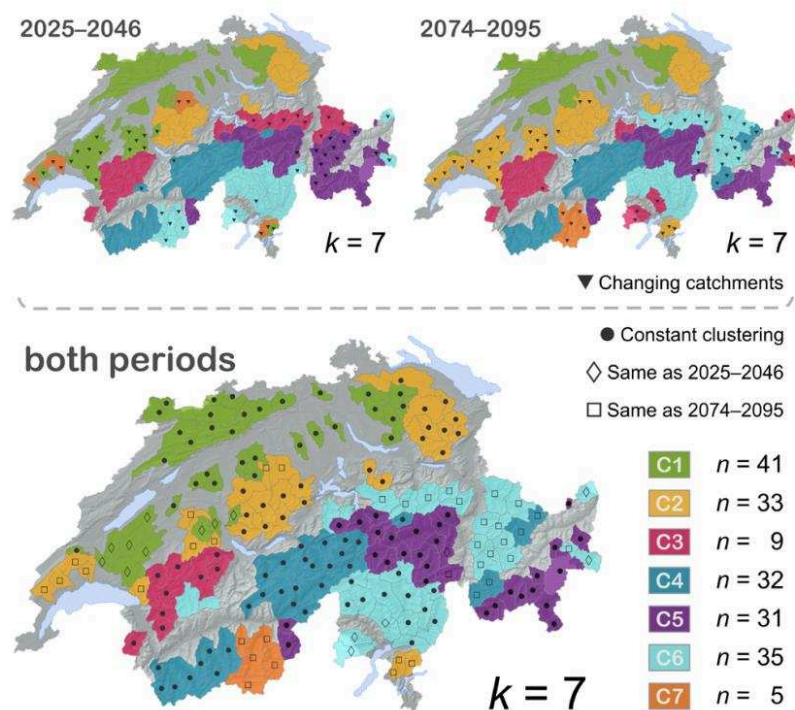 2025–2046
2074–2095
k = 7
k = 7
▼ Changing catchments
both periods
● Constant clustering
◇ Same as 2025–2046
□ Same as 2074–2095
C1 n = 41
C2 n = 33
C3 n = 9
C4 n = 32
C5 n = 31
C6 n = 35
C7 n = 5
k = 7